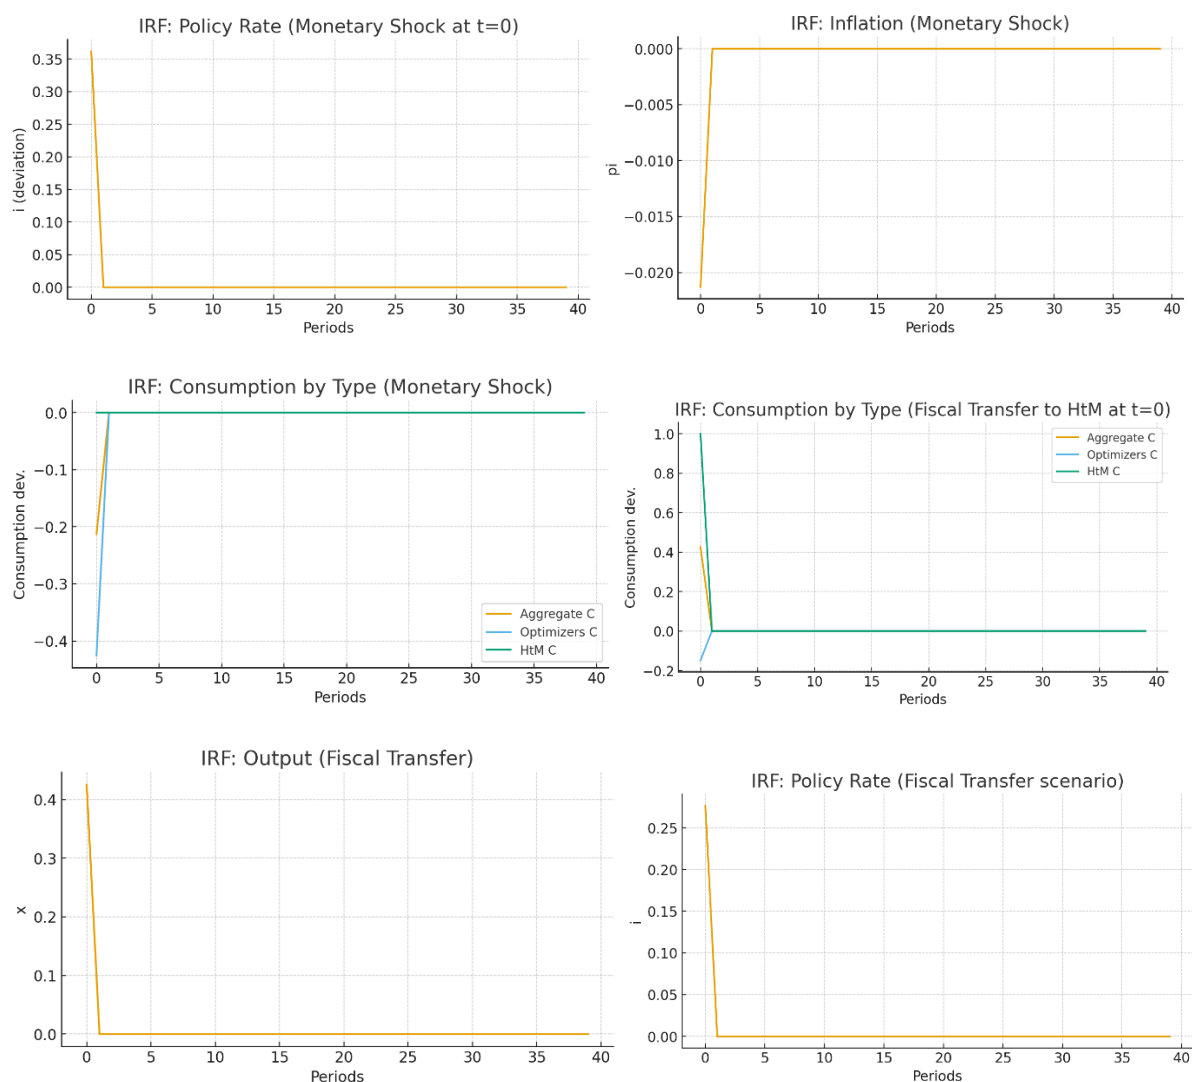 IRF: Policy Rate (Monetary Shock at t=0)
i (deviation)
0.35
0.30
0.25
0.20
0.15
0.10
0.05
0.00
0 5 10 15 20 25 30 35 40
Periods
IRF: Inflation (Monetary Shock)
pi
0.000
−0.005
−0.010
−0.015
−0.020
0 5 10 15 20 25 30 35 40
Periods
IRF: Consumption by Type (Monetary Shock)
Consumption dev.
0.0
−0.1
−0.2
−0.3
−0.4
Aggregate C
Optimizers C
HtM C
0 5 10 15 20 25 30 35 40
Periods
IRF: Consumption by Type (Fiscal Transfer to HtM at t=0)
Consumption dev.
1.0
0.8
0.6
0.4
0.2
0.0
−0.2
Aggregate C
Optimizers C
HtM C
0 5 10 15 20 25 30 35 40
Periods
IRF: Output (Fiscal Transfer)
x
0.4
0.3
0.2
0.1
0.0
0 5 10 15 20 25 30 35 40
Periods
IRF: Policy Rate (Fiscal Transfer scenario)
i
0.25
0.20
0.15
0.10
0.05
0.00
0 5 10 15 20 25 30 35 40
Periods